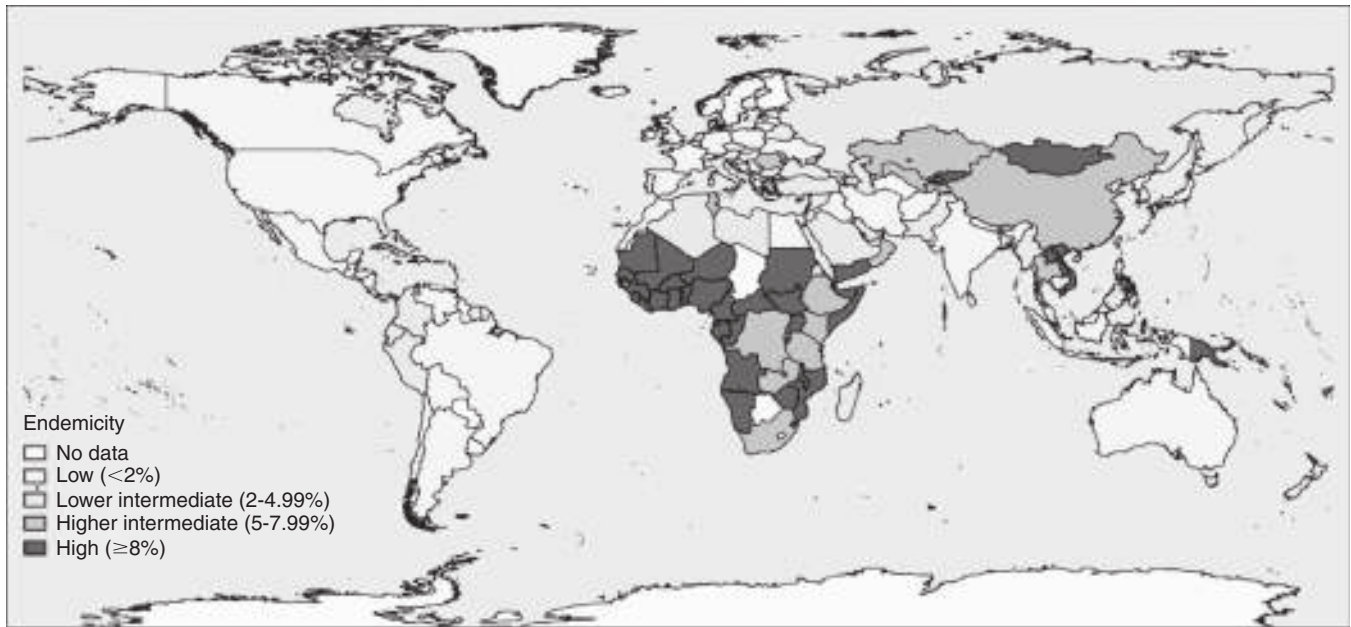 Endemicity
No data
Low (<2%)
Lower intermediate (2-4.99%)
Higher intermediate (5-7.99%)
High (≥8%)